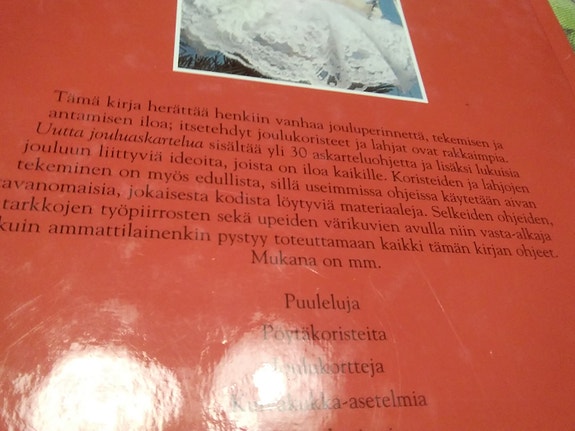 Tämä kirja herättää henkiin vanhaa jouluperinnettä, tekemisen ja
antamisen iloa; itsetehdyt joulukoristeet ja lahjat ovat rakkaimpia.
Uutta jouluaskartelua sisältää yli 30 askarteluohjetta ja lisäksi lukuisia
jouluun liittyviä ideoita, joista on iloa kaikille. Koristeiden ja lahjojen
tekeminen on myös edullista, sillä useimmissa ohjeissa käytetään aivan
tavanomaisia, jokaisesta kodista löytyviä materiaaleja. Selkeiden ohjeiden,
tarkkojen työpiirrosten sekä upeiden värikuvien avulla niin vasta-alkaja
kuin ammattilainenkin pystyy toteuttamaan kaikki tämän kirjan ohjeet.
Mukana on mm.
Puuleluja
Pöytäkoristeita
Joulukortteja
Kuivakukka-asetelmia